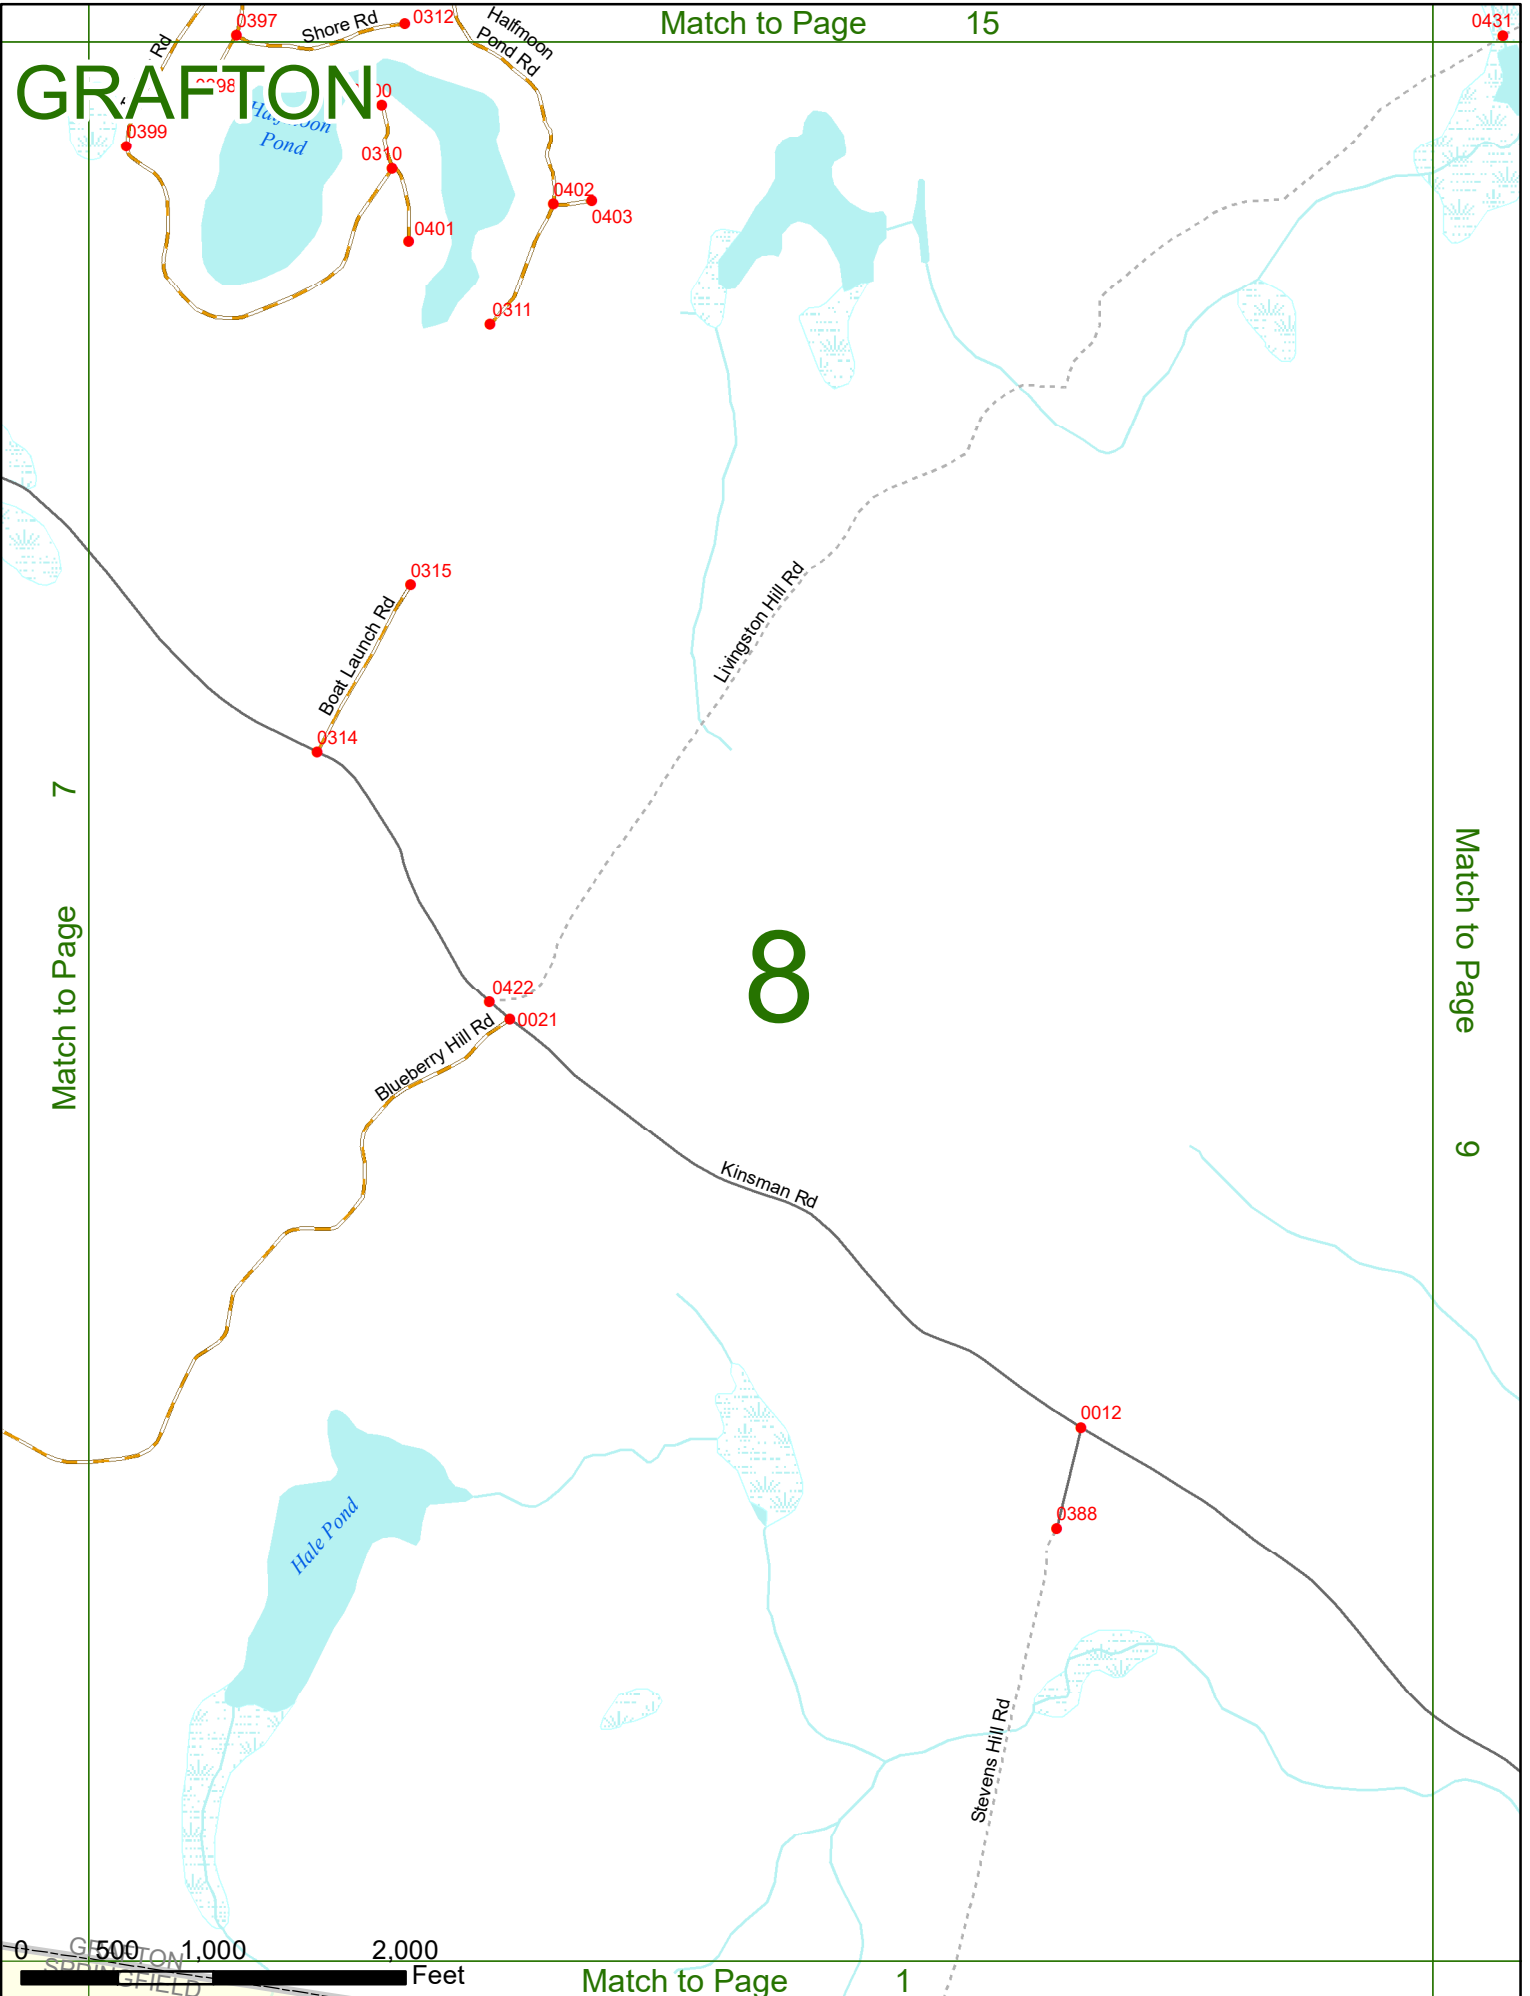 Match to Page 15
0431
0397
Shore Rd
0312
Halfmoon
Pond Rd
Rd
GRAFTON
0399
Pond
0310
0402
0403
0401
0311
0315
Boat Launch Rd
0314
Livingston Hill Rd
Match to Page 7
Match to Page 9
8
0422
0021
Blueberry Hill Rd
Kinsman Rd
0012
0388
Hale Pond
Stevens Hill Rd
GRAFTON
SPRINGFIELD
0 500 1,000 2,000
Feet
Match to Page 1